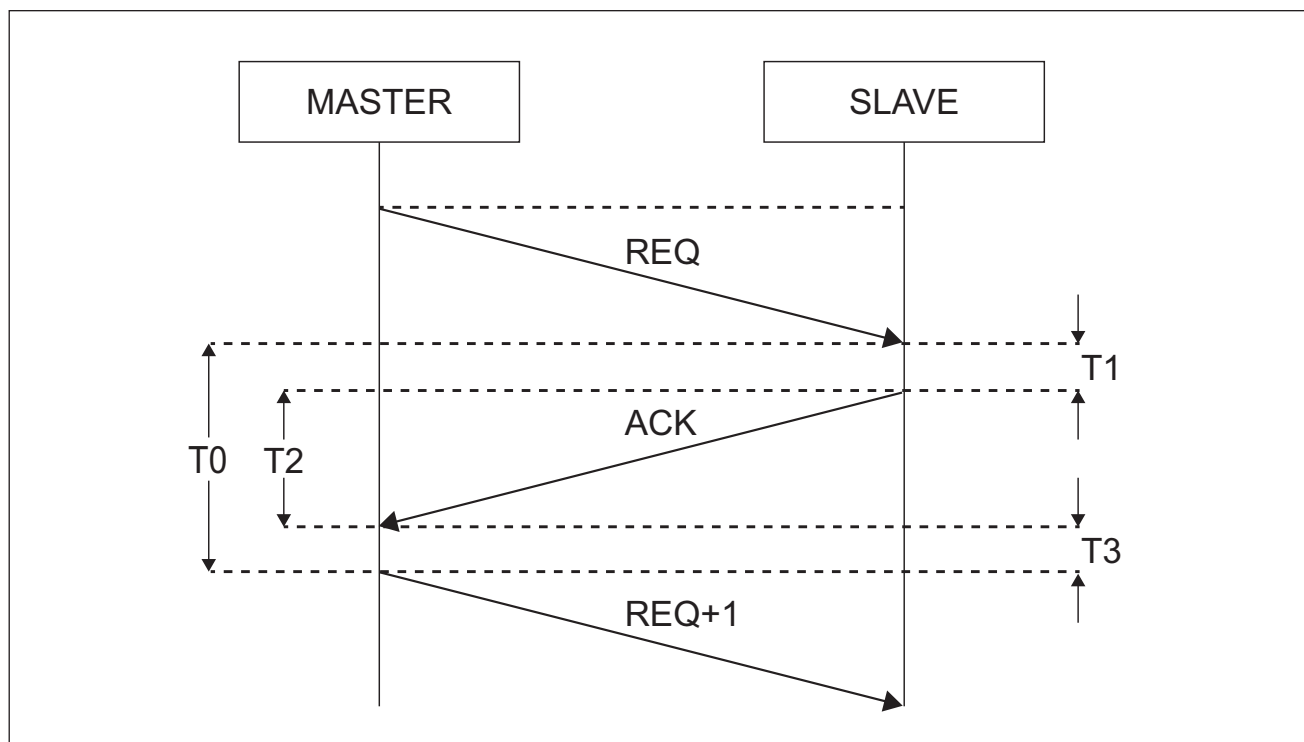 MASTER
SLAVE
REQ
T1
ACK
T0
T2
T3
REQ+1